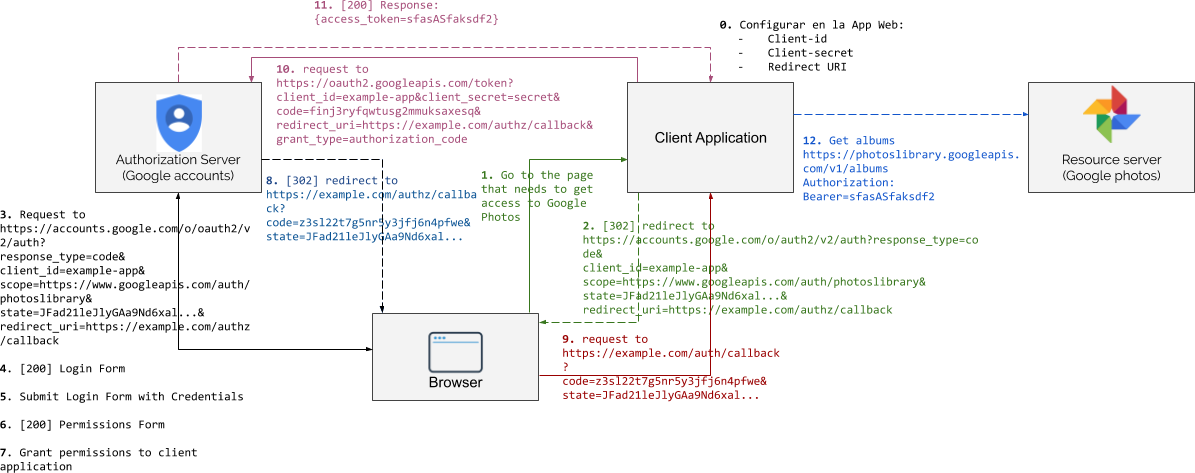 11. [200] Response:
{access_token=sfasASfaksdf2}
0. Configurar en la App Web:
- Client-id
- Client-secret
- Redirect URI
10. request to
https://oauth2.googleapis.com/token?
client_id=example-app&client_secret=secret&
code=finj3ryfqwtusg2mmuksaxesq&
redirect_uri=https://example.com/authz/callback&
grant_type=authorization_code
Authorization Server
(Google accounts)
Client Application
Resource server
(Google photos)
12. Get albums
https://photoslibrary.googleapis.
com/v1/albums
Authorization:
Bearer=sfasASfaksdf2
8. [302] redirect to
https://example.com/authz/callba
ck?
code=z3sl22t7g5nr5y3jfj6n4pfwe&
state=JFad21leJlyGAa9Nd6xal...
1. Go to the page
that needs to get
access to Google
Photos
2. [302] redirect to
https://accounts.google.com/o/auth2/v2/auth?response_type=co
de&
client_id=example-app&
scope=https://www.googleapis.com/auth/photoslibrary&
state=JFad21leJlyGAa9Nd6xal...&
redirect_uri=https://example.com/authz/callback
3. Request to
https://accounts.google.com/o/oauth2/v
2/auth?
response_type=code&
client_id=example-app&
scope=https://www.googleapis.com/auth/
photoslibrary&
state=JFad21leJlyGAa9Nd6xal...&
redirect_uri=https://example.com/authz
/callback
4. [200] Login Form
5. Submit Login Form with Credentials
6. [200] Permissions Form
7. Grant permissions to client
application
Browser
9. request to
https://example.com/auth/callback
?
code=z3sl22t7g5nr5y3jfj6n4pfwe&
state=JFad21leJlyGAa9Nd6xal...